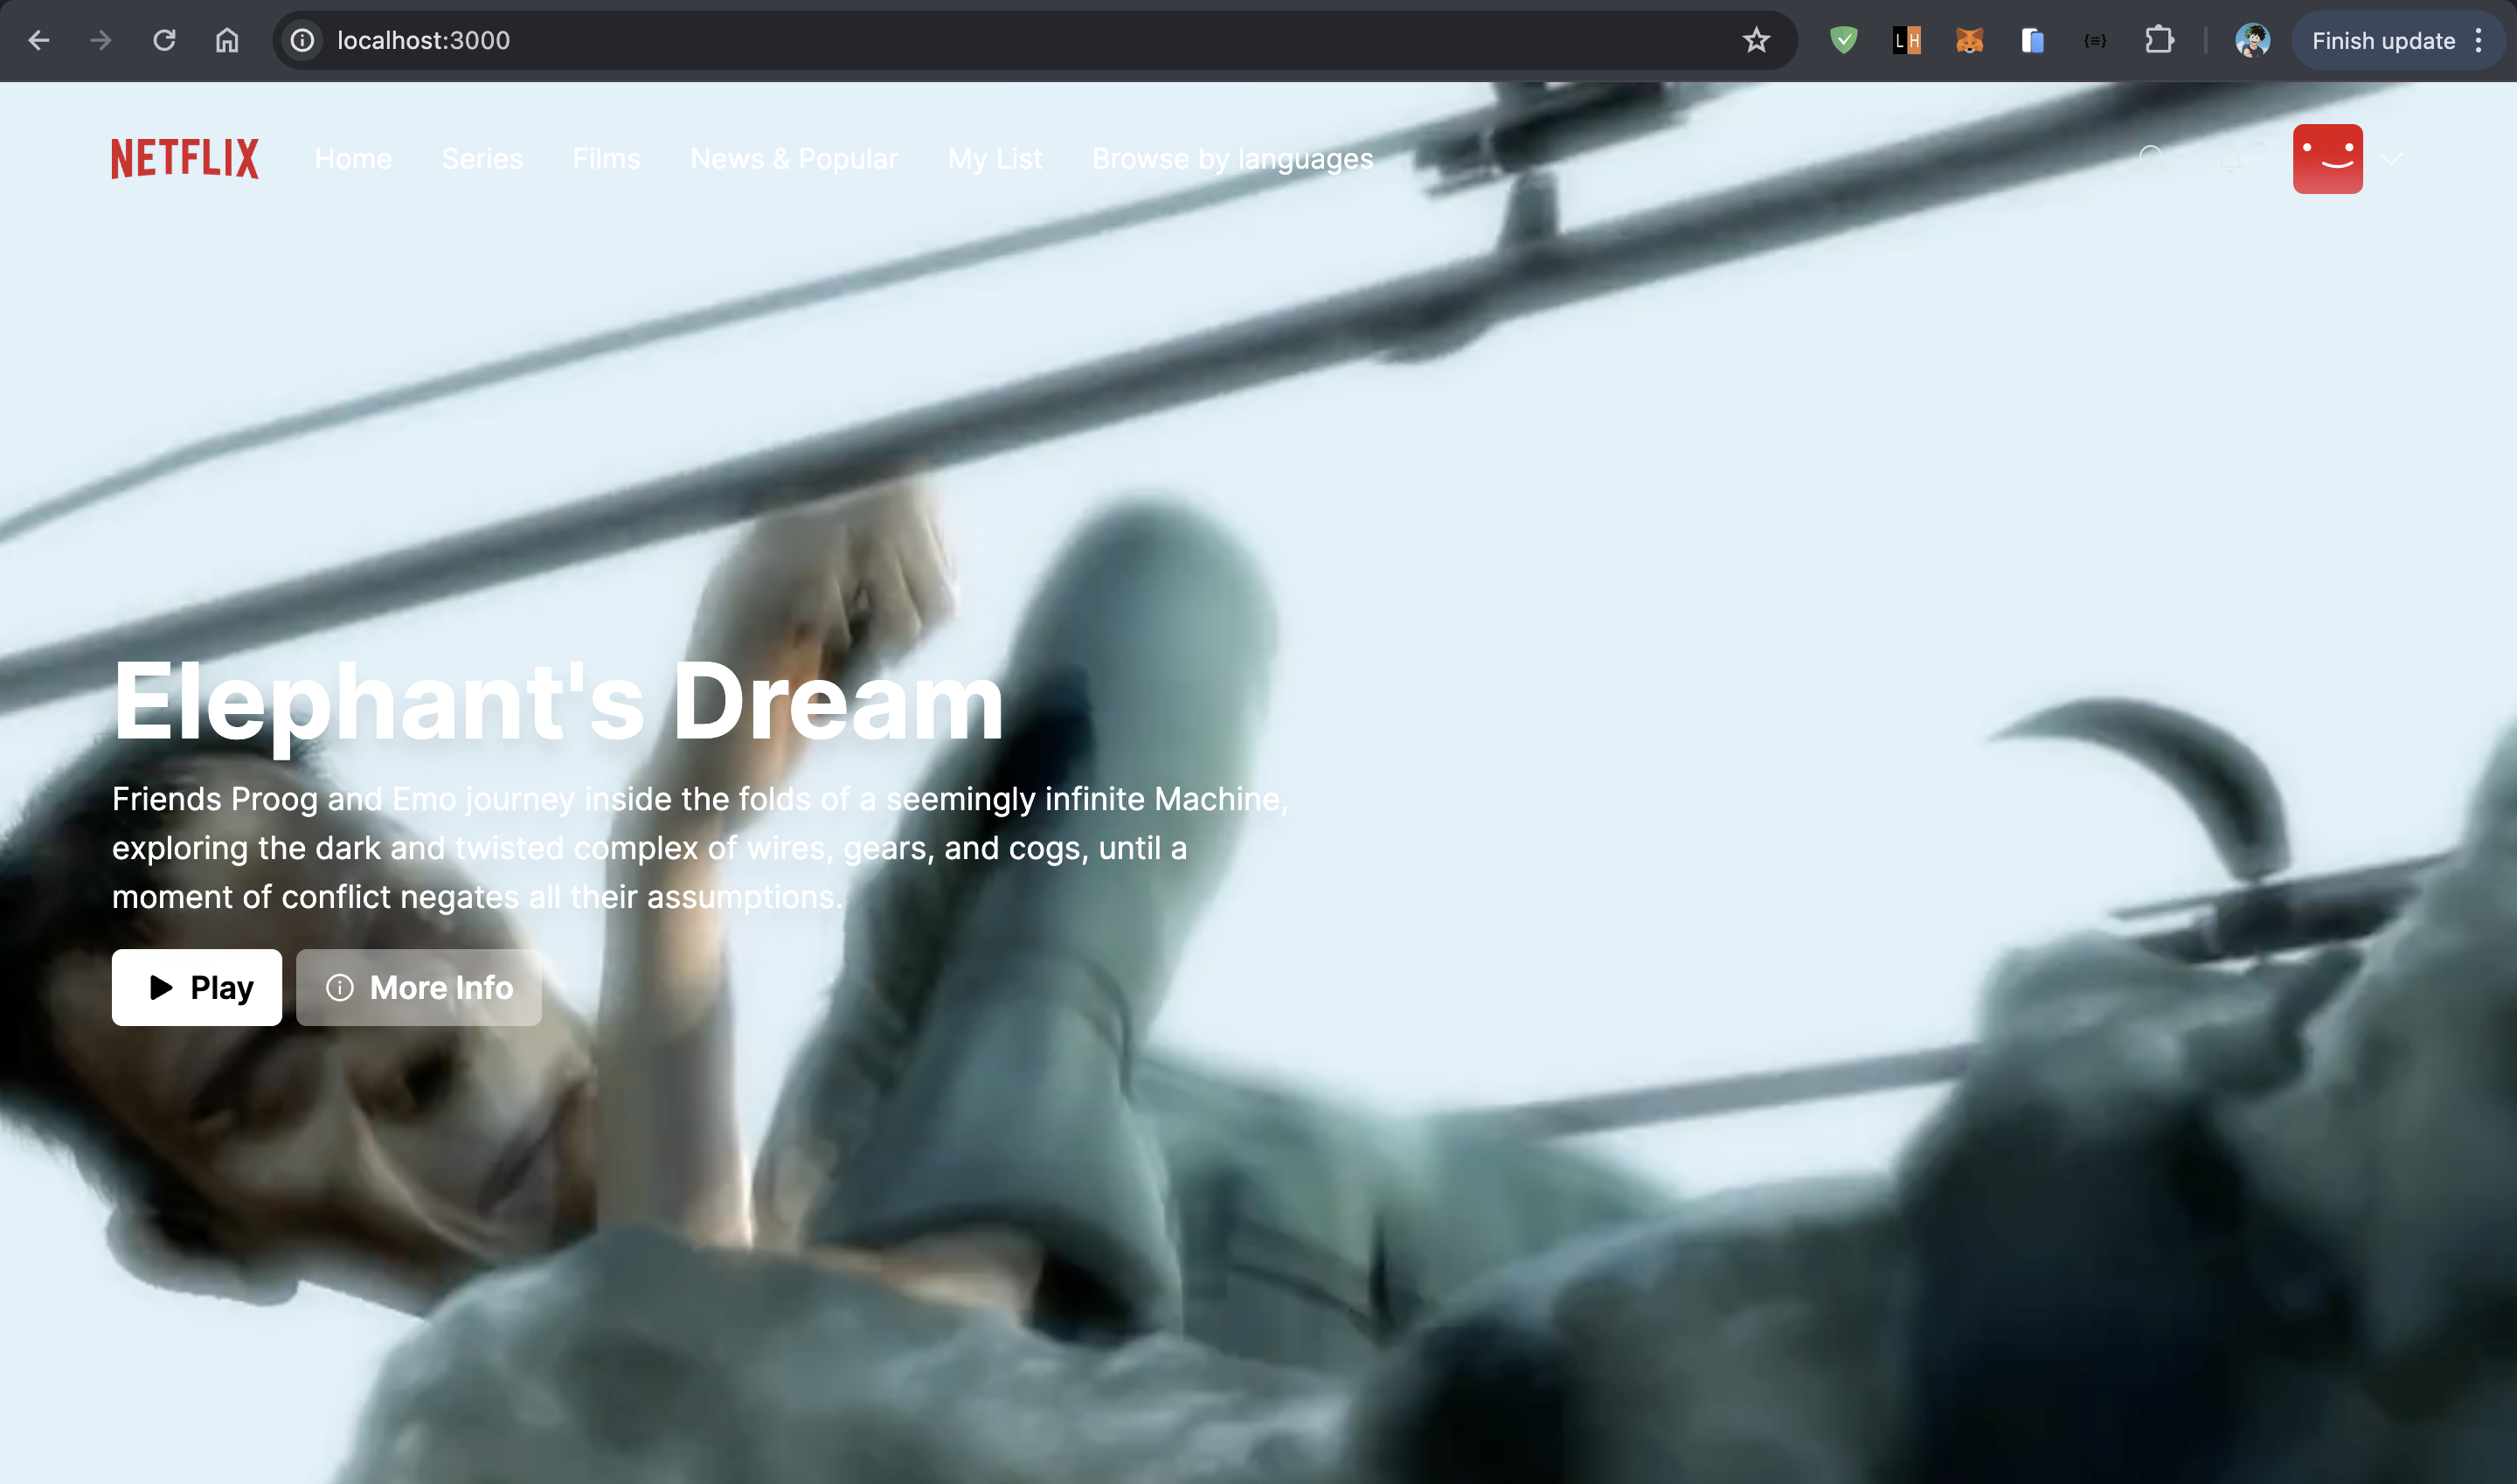 localhost:3000
LH
{≡}
Finish update
NETFLIX
Home
Series
Films
News & Popular
My List
Browse by languages
Elephant's Dream
Friends Proog and Emo journey inside the folds of a seemingly infinite Machine,
exploring the dark and twisted complex of wires, gears, and cogs, until a
moment of conflict negates all their assumptions.
Play
More Info